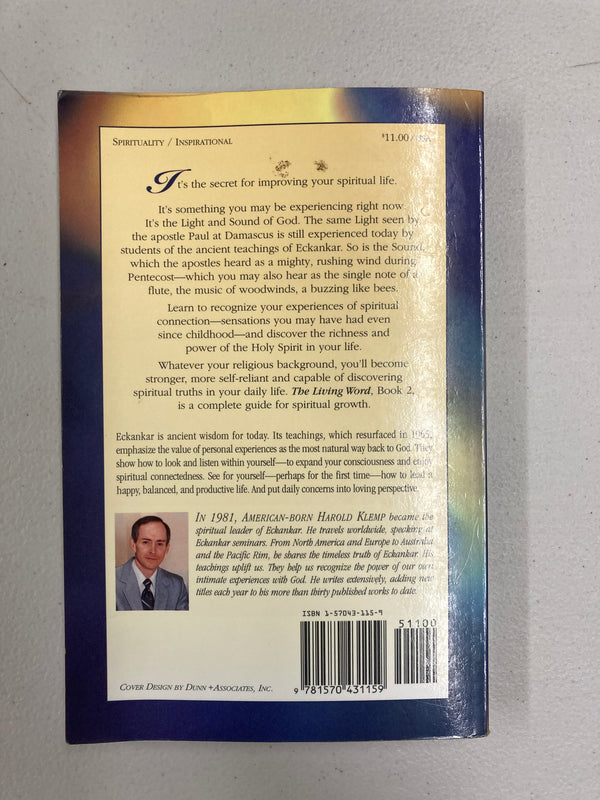 SPIRITUALITY / INSPIRATIONAL
$11.00/USA
It's the secret for improving your spiritual life.
It's something you may be experiencing right now.
It's the Light and Sound of God. The same Light seen by
the apostle Paul at Damascus is still experienced today by
students of the ancient teachings of Eckankar. So is the Sound,
which the apostles heard as a mighty, rushing wind during
Pentecost—which you may also hear as the single note of a
flute, the music of woodwinds, a buzzing like bees.
Learn to recognize your experiences of spiritual
connection—sensations you may have had even
since childhood—and discover the richness and
power of the Holy Spirit in your life.
Whatever your religious background, you'll become
stronger, more self-reliant and capable of discovering
spiritual truths in your daily life. The Living Word, Book 2,
is a complete guide for spiritual growth.
Eckankar is ancient wisdom for today. Its teachings, which resurfaced in 1965,
emphasize the value of personal experiences as the most natural way back to God. They
show how to look and listen within yourself—to expand your consciousness and enjoy
spiritual connectedness. See for yourself—perhaps for the first time—how to lead a
happy, balanced, and productive life. And put daily concerns into loving perspective.
IN 1981, AMERICAN-BORN HAROLD KLEMP became the
spiritual leader of Eckankar. He travels worldwide, speaking at
Eckankar seminars. From North America and Europe to Australia
and the Pacific Rim, he shares the timeless truth of Eckankar. His
teachings uplift us. They help us recognize the power of our own
intimate experiences with God. He writes extensively, adding new
titles each year to his more than thirty published works to date.
ISBN 1-57043-115-9
51100
9 781570 431159
COVER DESIGN BY DUNN +ASSOCIATES, INC.